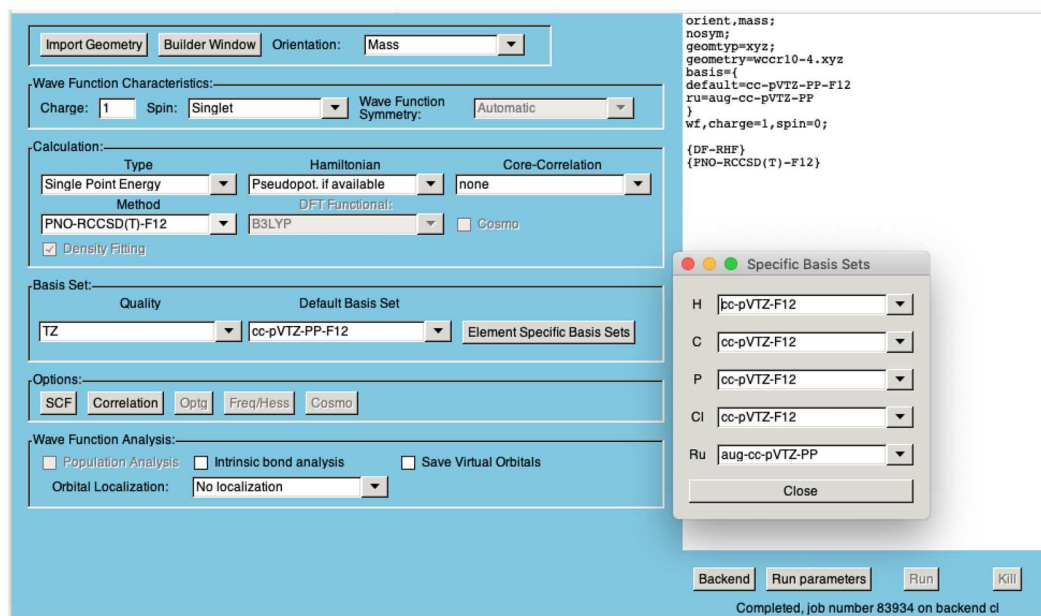 Import Geometry Builder Window Orientation: Mass
Wave Function Characteristics:
Charge: 1 Spin: Singlet Wave Function Symmetry: Automatic
Calculation:
Type Hamiltonian Core-Correlation
Single Point Energy Pseudopot. if available none
Method DFT Functional:
PNO-RCCSD(T)-F12 B3LYP Cosmo
Density Fitting
Basis Set:
Quality Default Basis Set
TZ cc-pVTZ-PP-F12 Element Specific Basis Sets
Options:
SCF Correlation Optg Freq/Hess Cosmo
Wave Function Analysis:
Population Analysis Intrinsic bond analysis Save Virtual Orbitals
Orbital Localization: No localization
orient,mass;
nosym;
geomtyp=xyz;
geometry=wccr10-4.xyz
basis={
default=cc-pVTZ-PP-F12
ru=aug-cc-pVTZ-PP
}
wf,charge=1,spin=0;
{DF-RHF}
{PNO-RCCSD(T)-F12}
Specific Basis Sets
H cc-pVTZ-F12
C cc-pVTZ-F12
P cc-pVTZ-F12
Cl cc-pVTZ-F12
Ru aug-cc-pVTZ-PP
Close
Backend Run parameters Run Kill
Completed, job number 83934 on backend cl